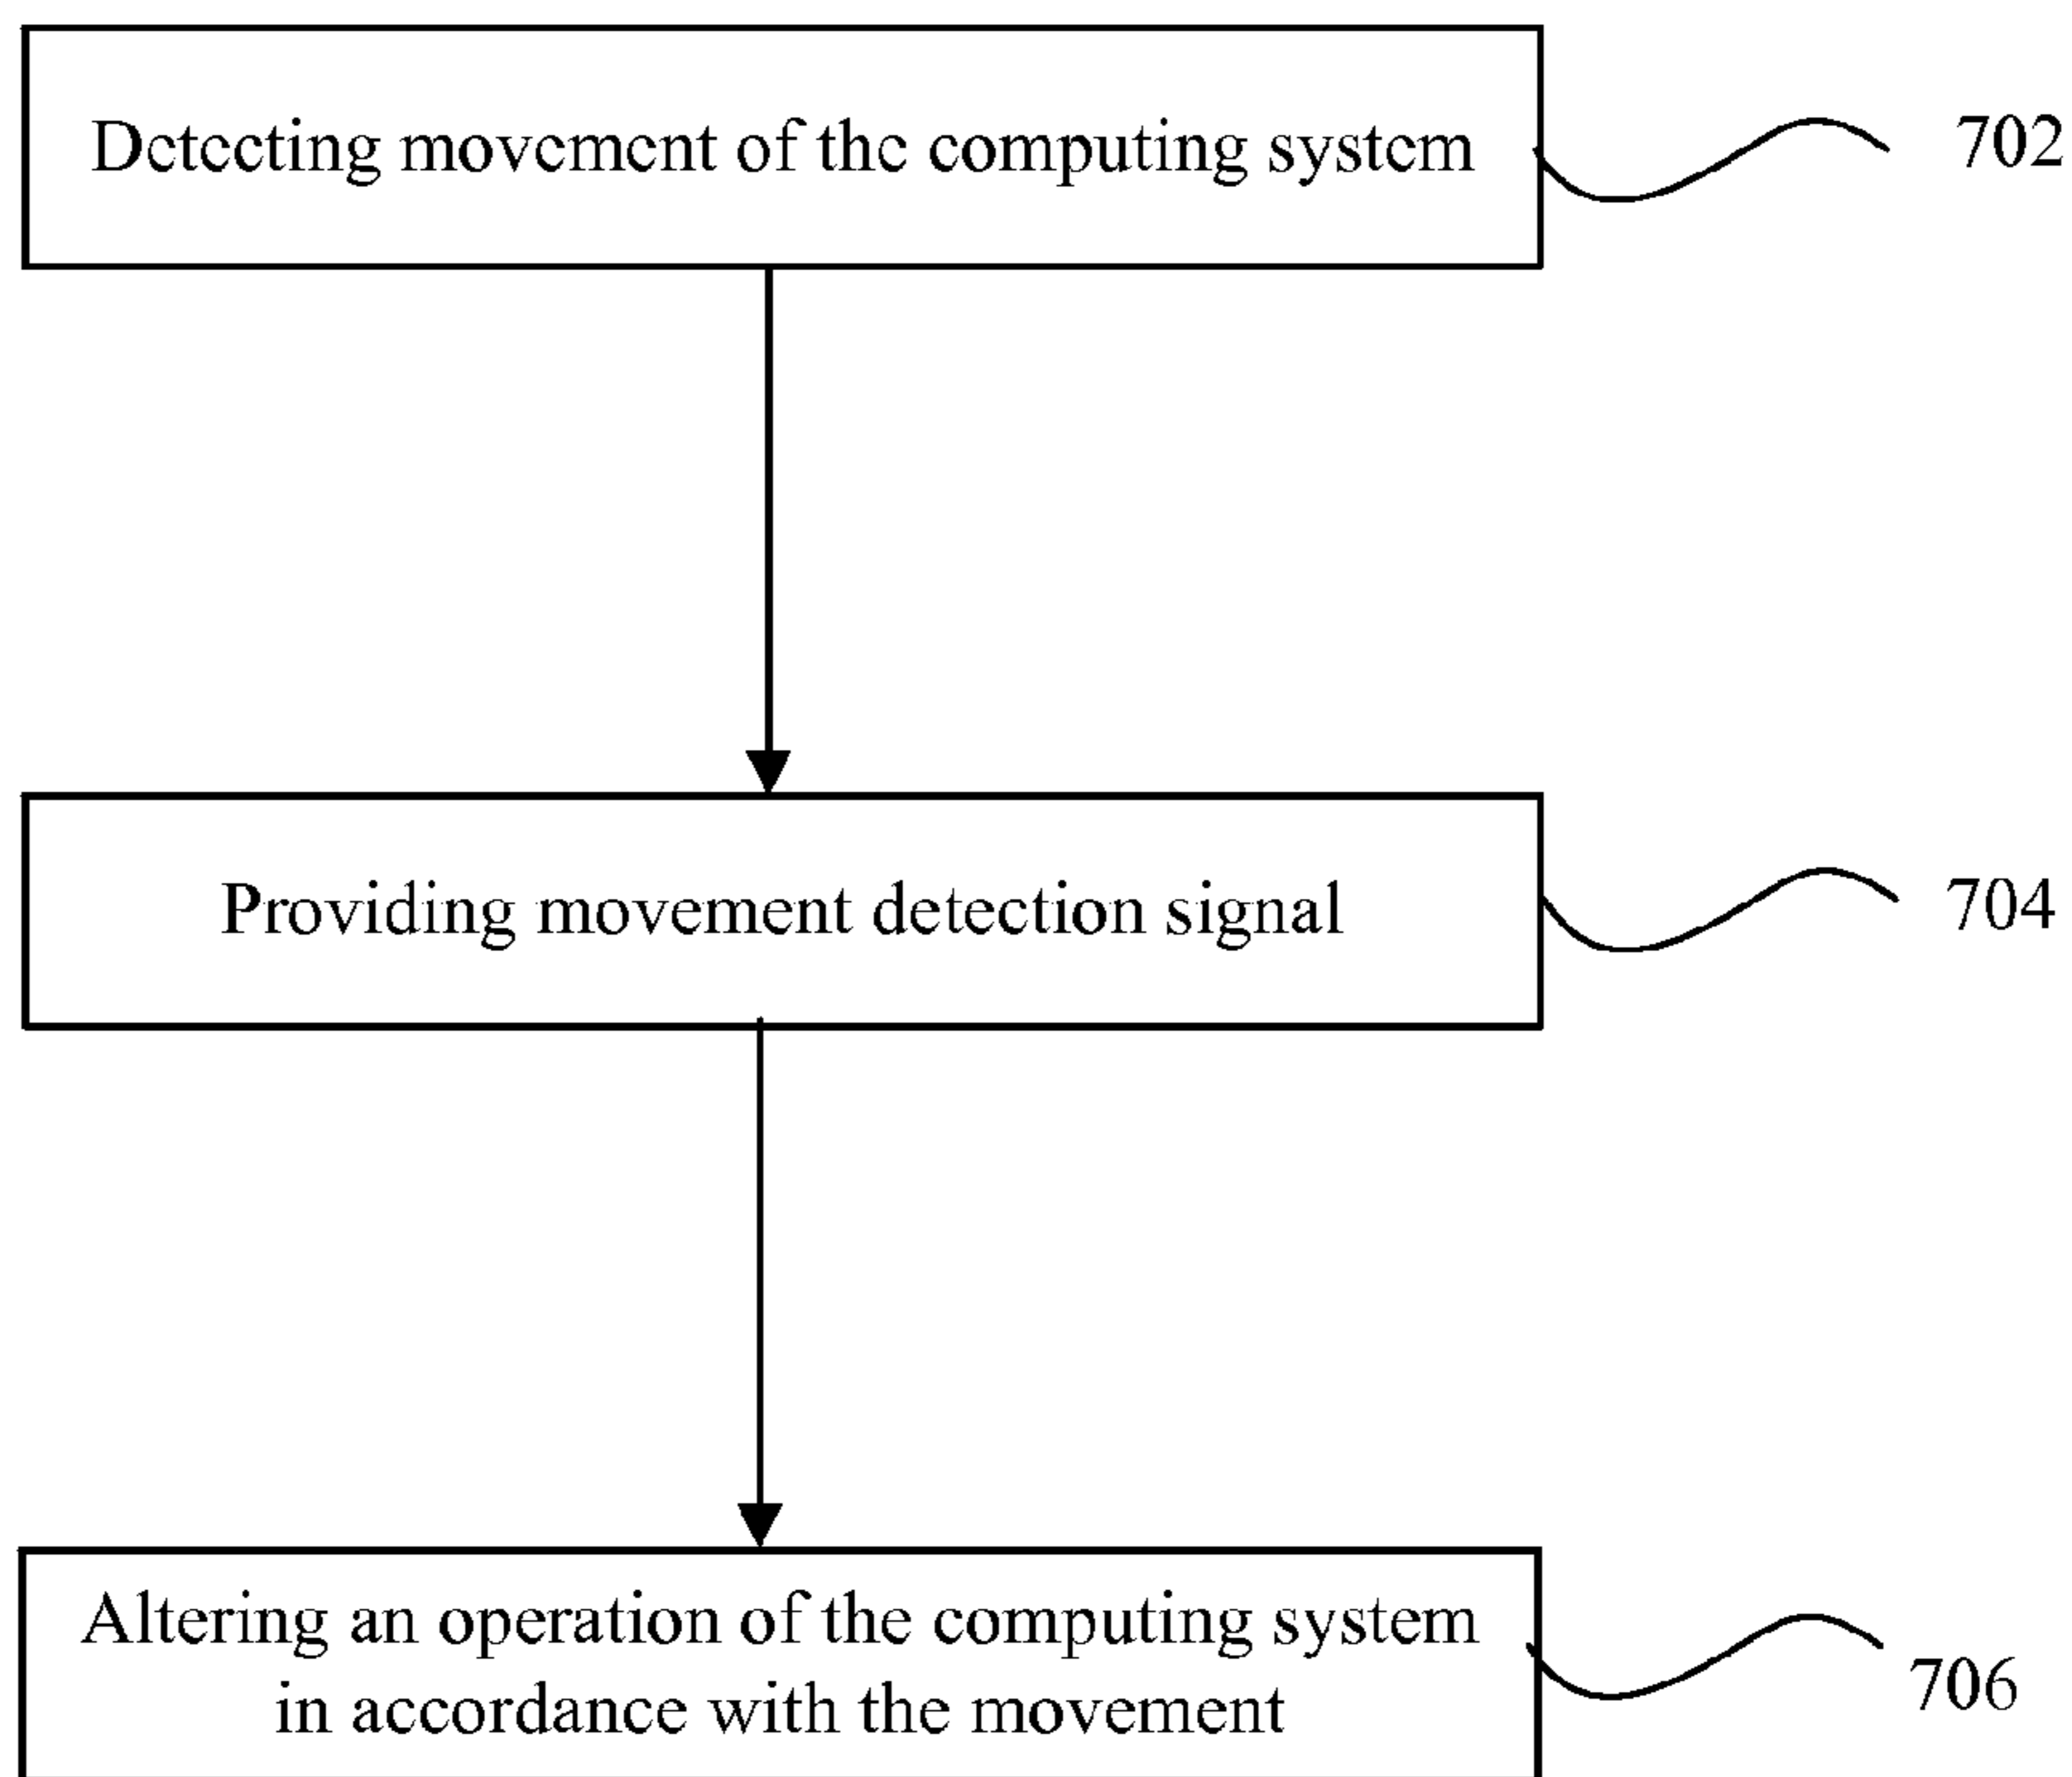 Detecting movement of the computing system
702
Providing movement detection signal
704
Altering an operation of the computing system
in accordance with the movement
706